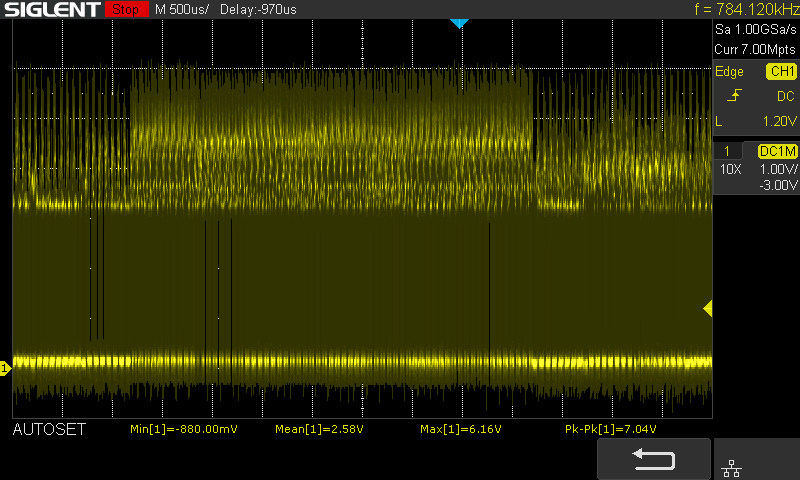 SIGLENT Stop M 500us/ Delay:-970us f = 784.120kHz
Sa 1.00GSa/s
Curr 7.00Mpts
Edge CH1
DC
L 1.20V
1 DC1M
10X 1.00V/
-3.00V
1
AUTOSET Min[1]=-880.00mV Mean[1]=2.58V Max[1]=6.16V Pk-Pk[1]=7.04V